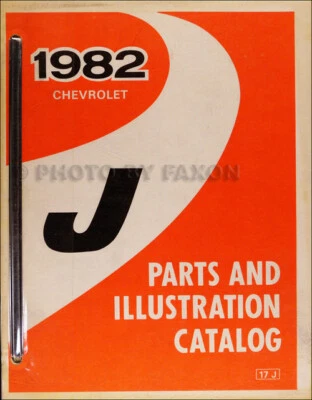 1982
CHEVROLET
© PHOTO BY FAXON
J
PARTS AND
ILLUSTRATION
CATALOG
17 J